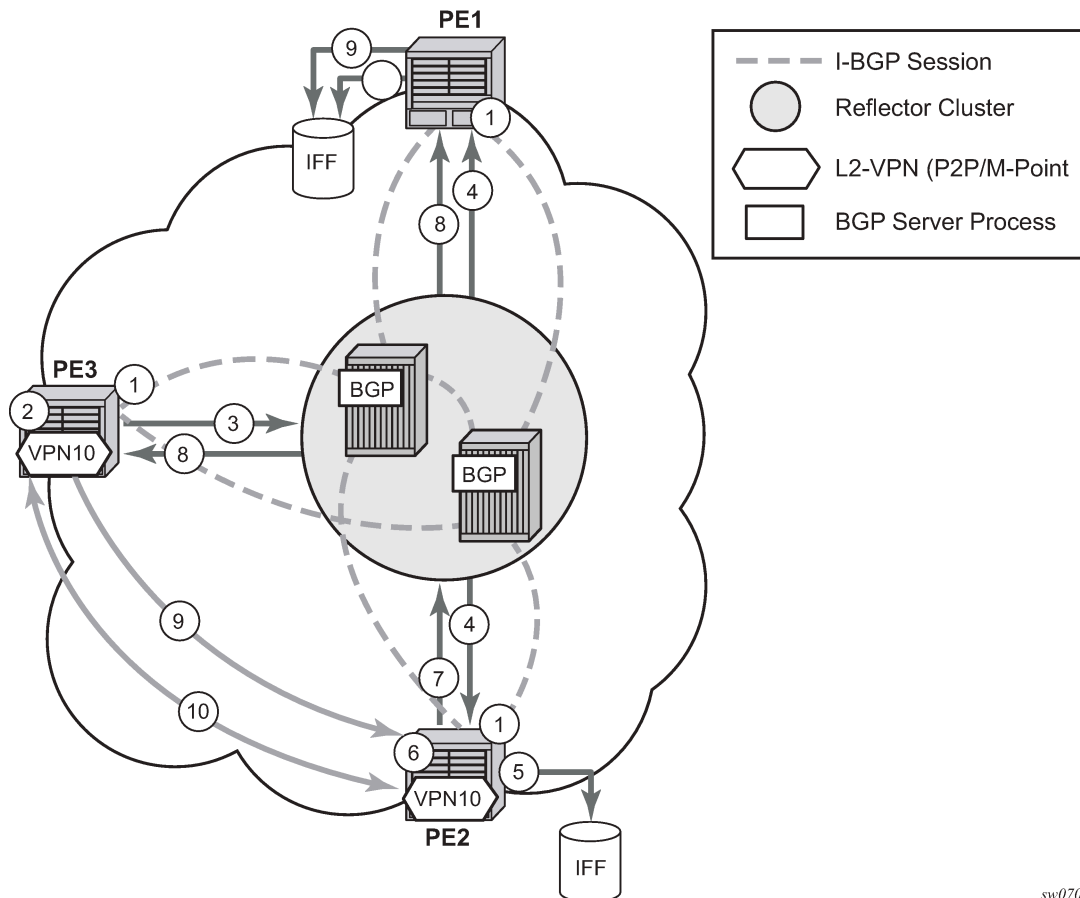 PE1
9
IFF
1
4
8
I-BGP Session
Reflector Cluster
L2-VPN (P2P/M-Point
BGP Server Process
PE3
1
2
VPN10
3
8
BGP
BGP
9
10
4
7
1
6
5
VPN10
PE2
IFF
sw070